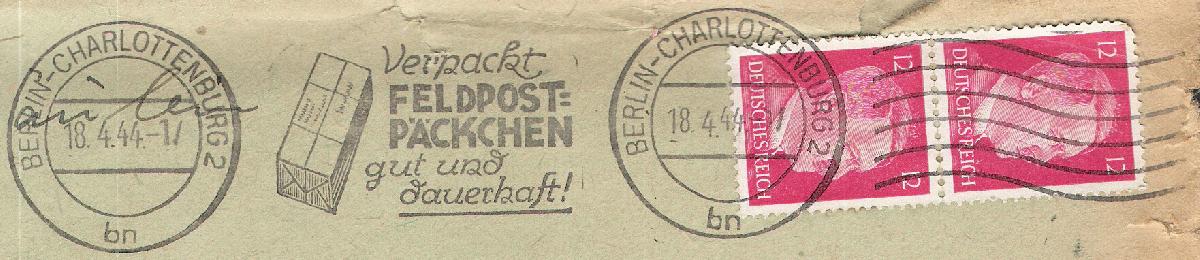 BERLIN-CHARLOTTENBURG 2
18.4.44.-17
bn
Verpackt
FELDPOST=
PÄCKCHEN
gut und
dauerhaft!
BERLIN-CHARLOTTENBURG 2
18.4.44
bn
12
DEUTSCHES REICH
12
12
DEUTSCHES REICH
12